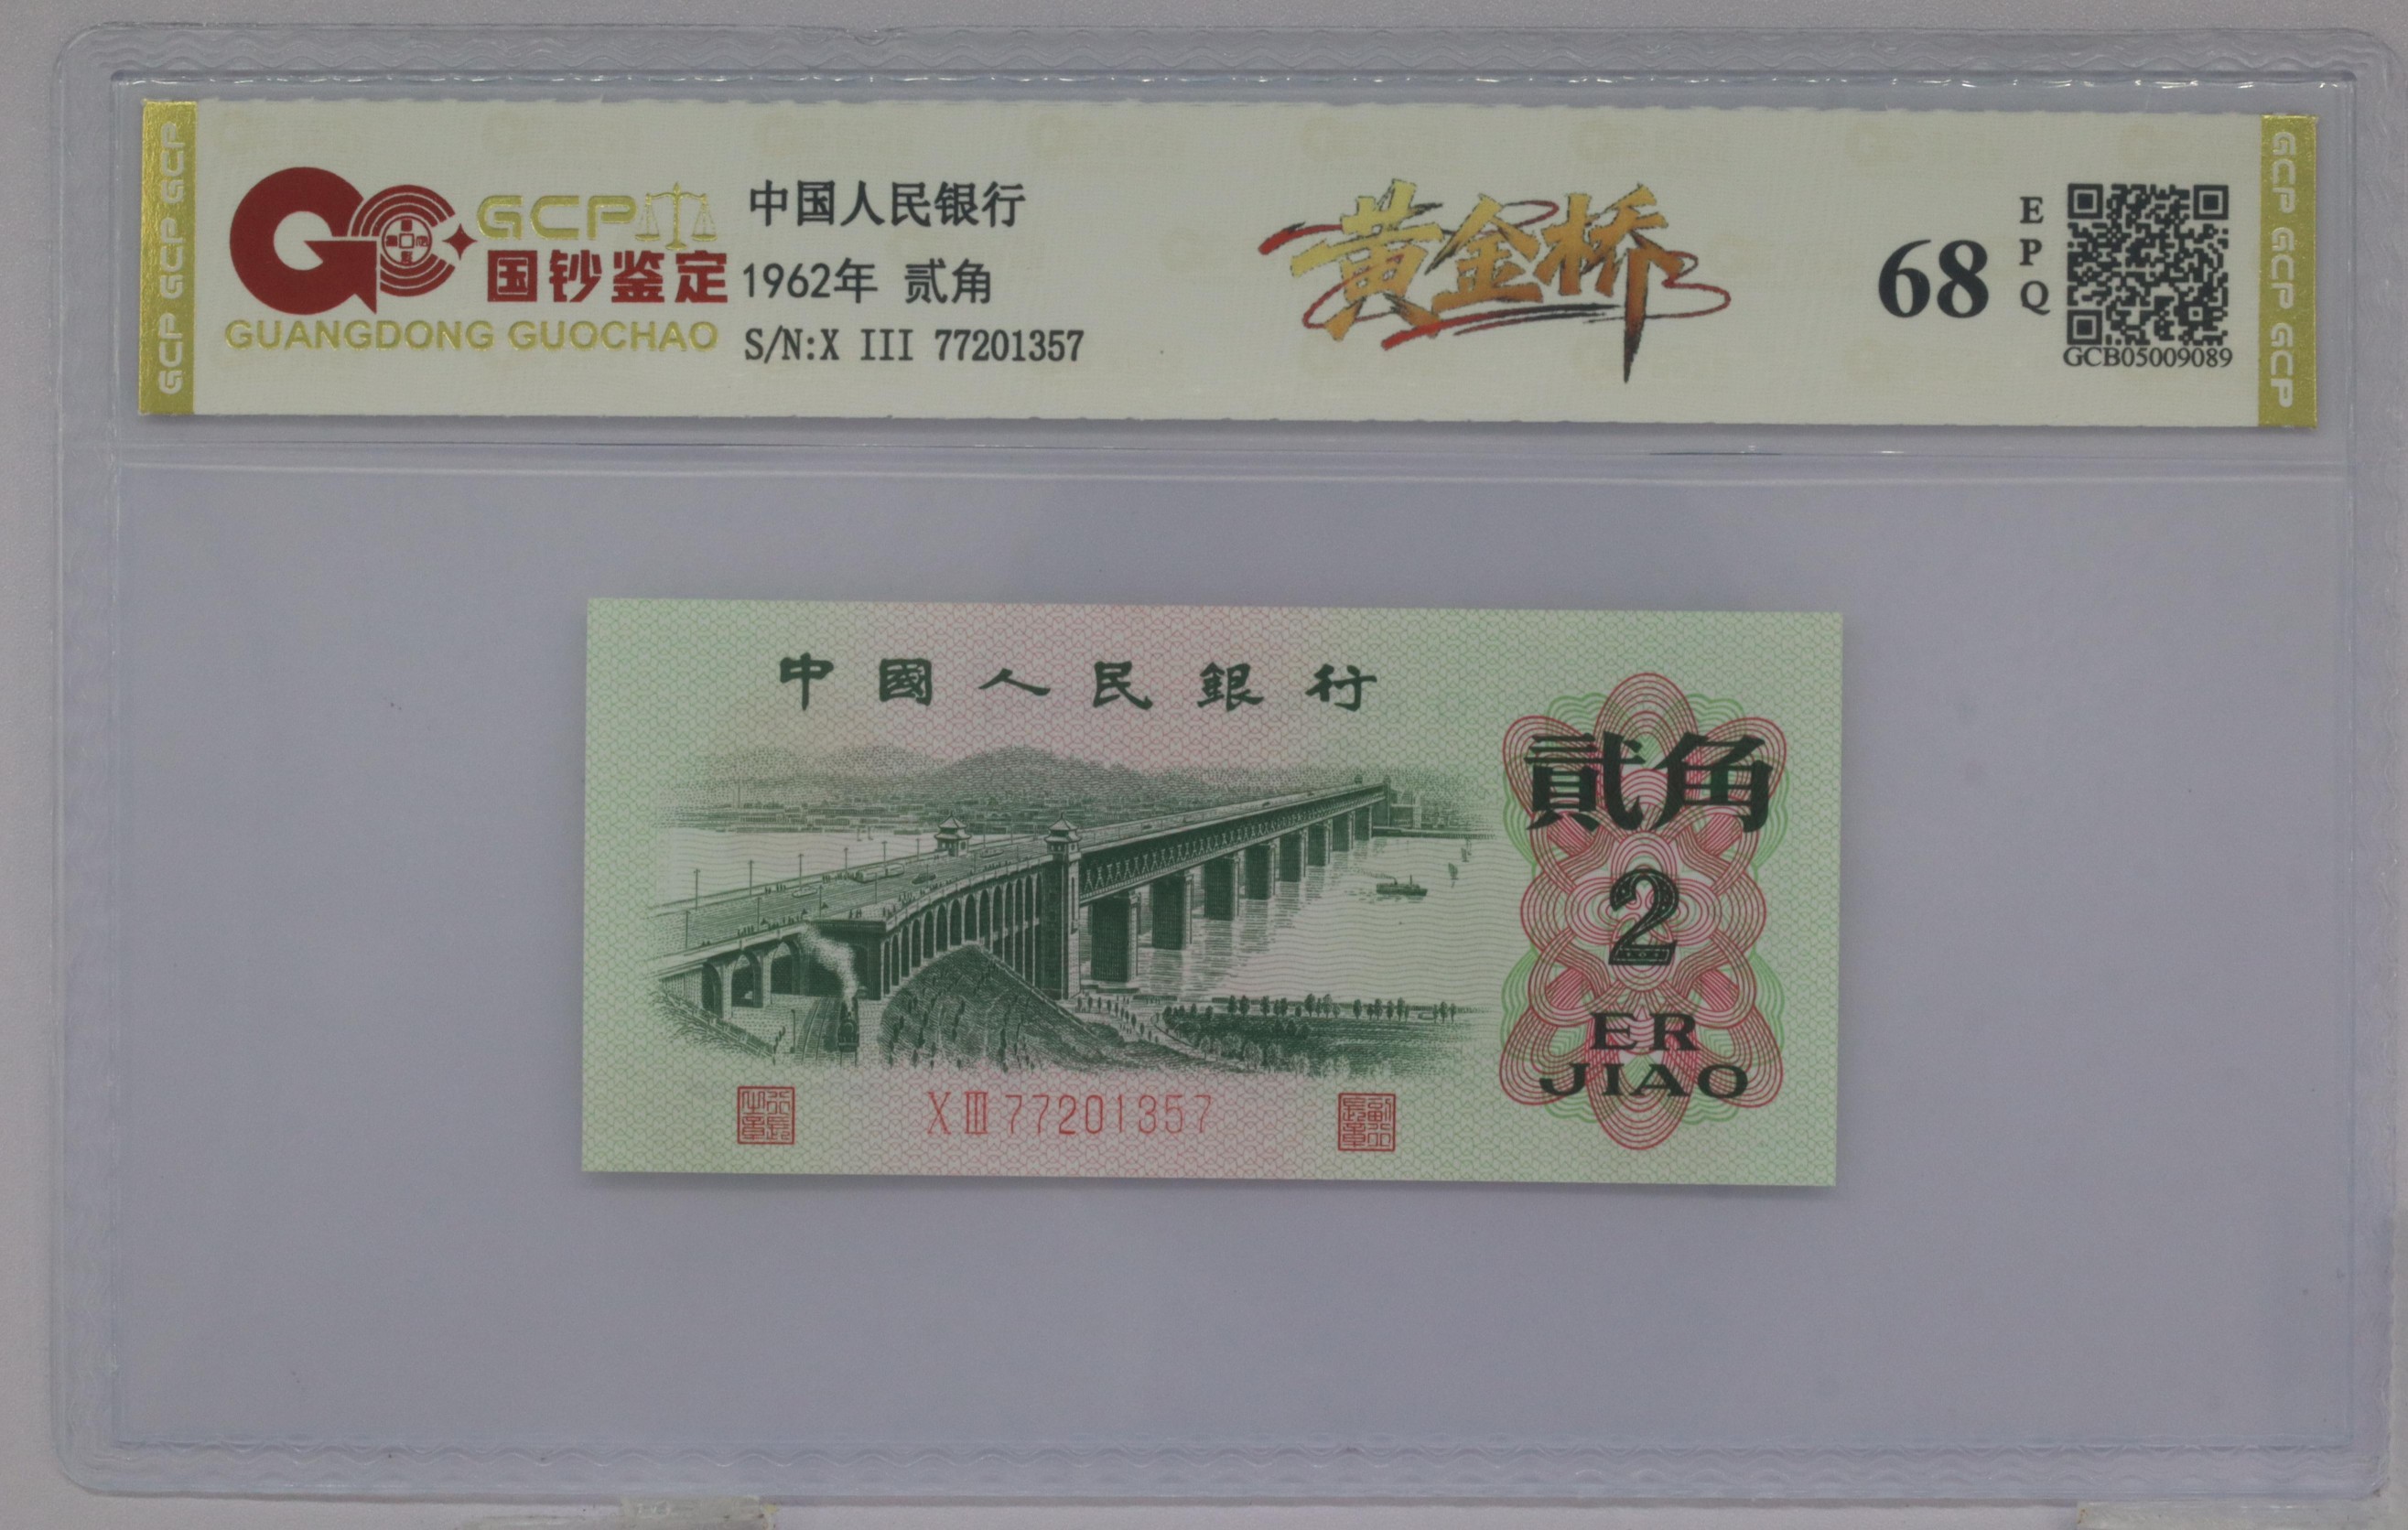 GCP GCP GCP
GCP
国钞鉴定
GUANGDONG GUOCHAO
中国人民银行
1962年 贰角
S/N:X III 77201357
黄金桥
68
EPQ
GCB05009089
GCP GCP GCP
中國人民銀行
貳角
2
ER
JIAO
XIII77201357